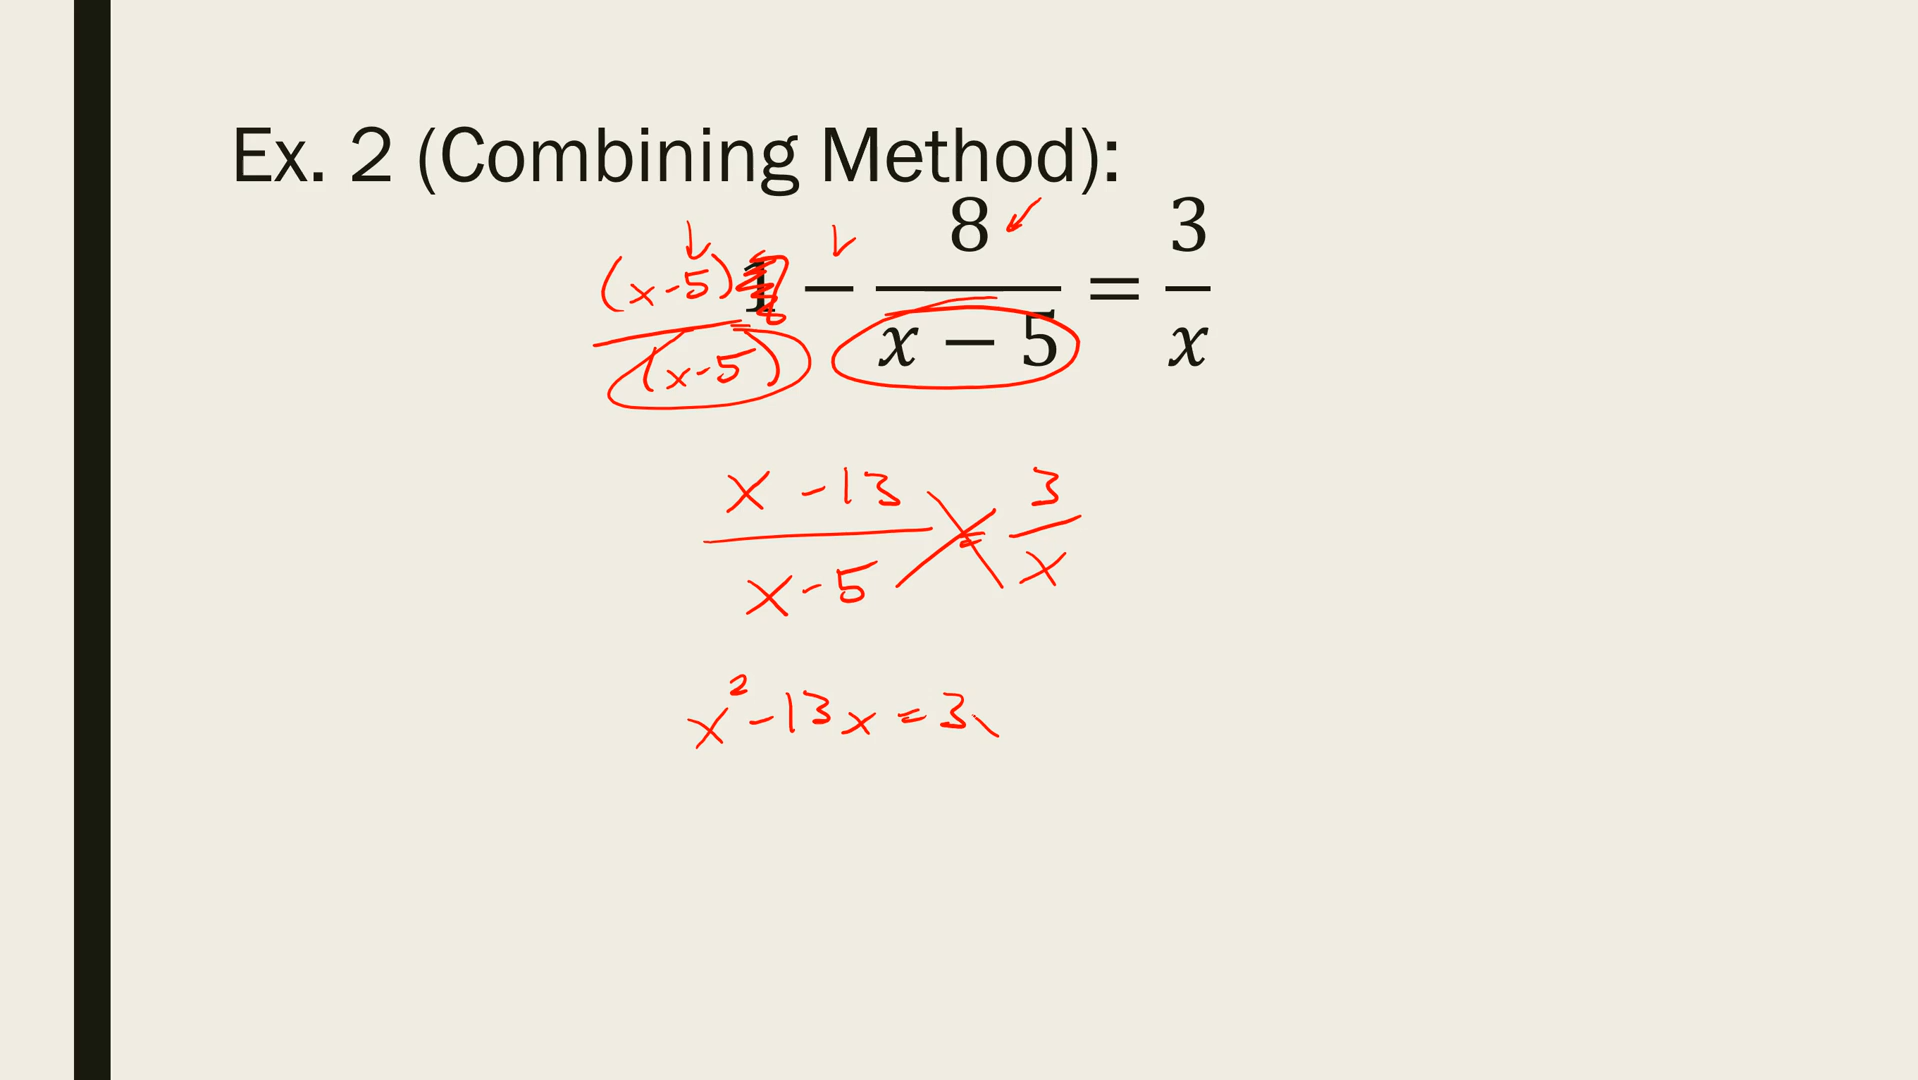 Ex. 2 (Combining Method):
(x-5) 1 − 8 = 3
(x-5) x − 5 x
x -13 = 3
x-5 x
x²-13x = 3